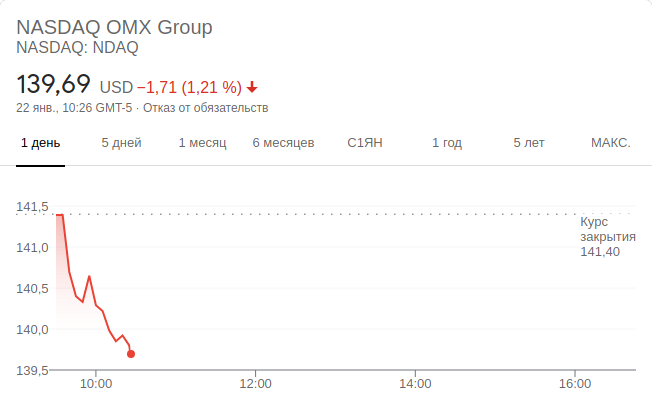 NASDAQ OMX Group
NASDAQ: NDAQ
139,69 USD −1,71 (1,21 %)
22 янв., 10:26 GMT-5 · Отказ от обязательств
1 день 5 дней 1 месяц 6 месяцев С1ЯН 1 год 5 лет МАКС.
141,5
Курс
закрытия
141,40
141,0
140,5
140,0
139,5
10:00 12:00 14:00 16:00